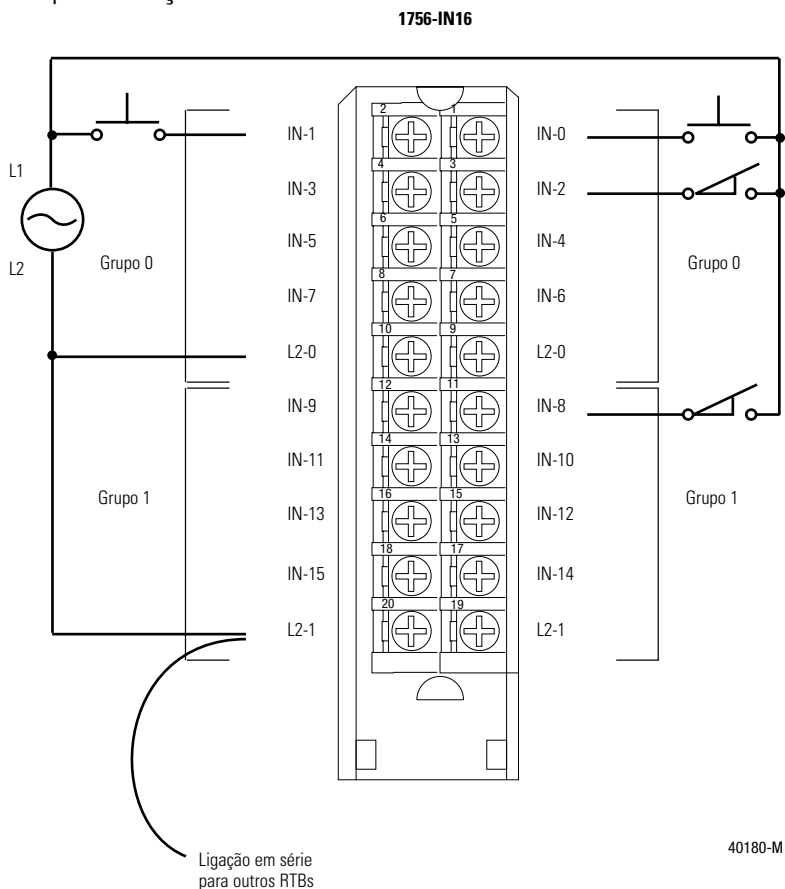 1756-IN16
L1
L2
IN-1
IN-3
IN-5
IN-7
L2-0
IN-9
IN-11
IN-13
IN-15
L2-1
Grupo 0
Grupo 1
2 1
4 3
6 5
8 7
10 9
12 11
14 13
16 15
18 17
20 19
IN-0
IN-2
IN-4
IN-6
L2-0
IN-8
IN-10
IN-12
IN-14
L2-1
Grupo 0
Grupo 1
Ligação em série
para outros RTBs
40180-M